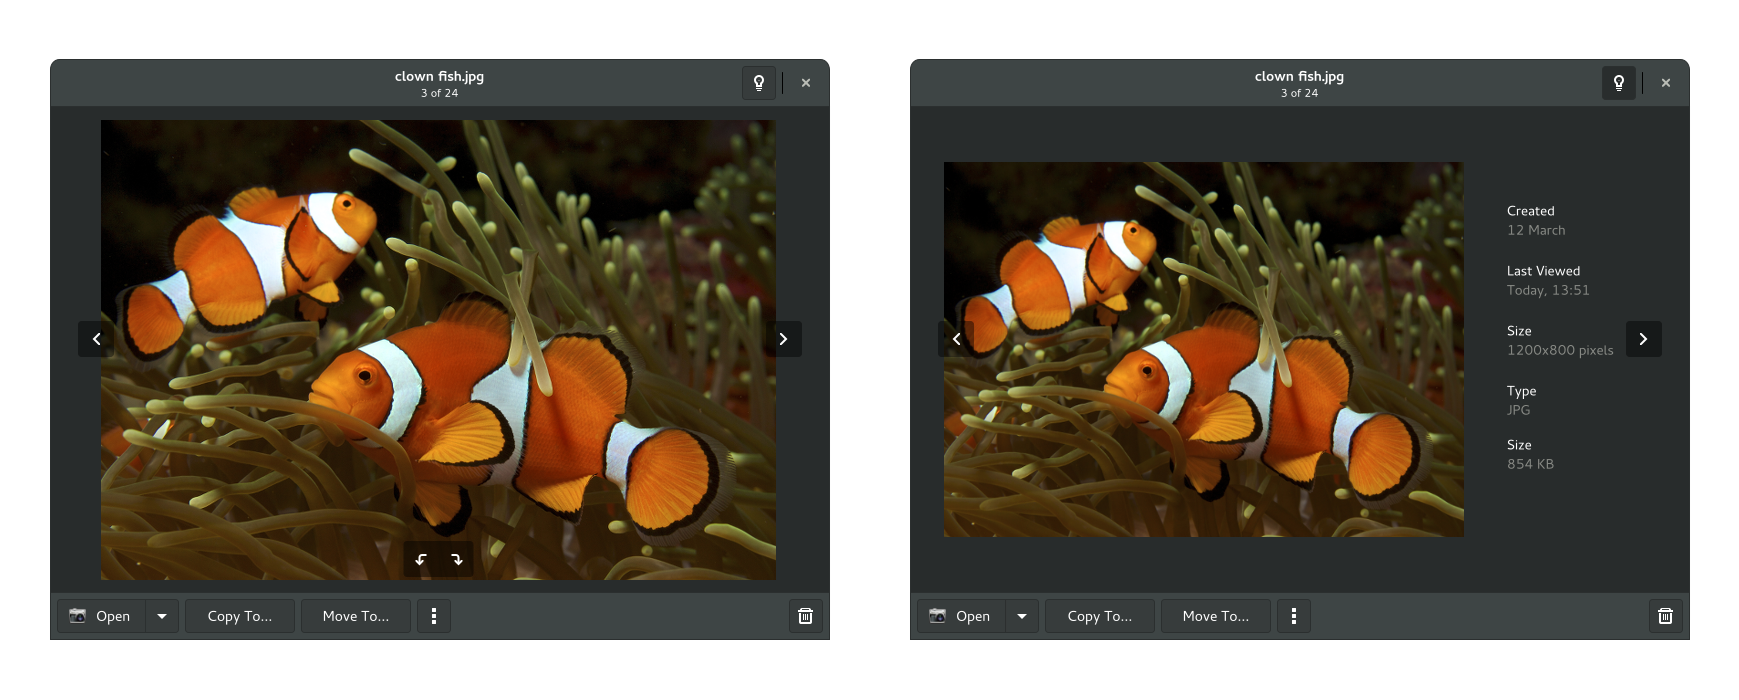 clown fish.jpg
3 of 24
Open
Copy To...
Move To...
clown fish.jpg
3 of 24
Created
12 March
Last Viewed
Today, 13:51
Size
1200x800 pixels
Type
JPG
Size
854 KB
Open
Copy To...
Move To...